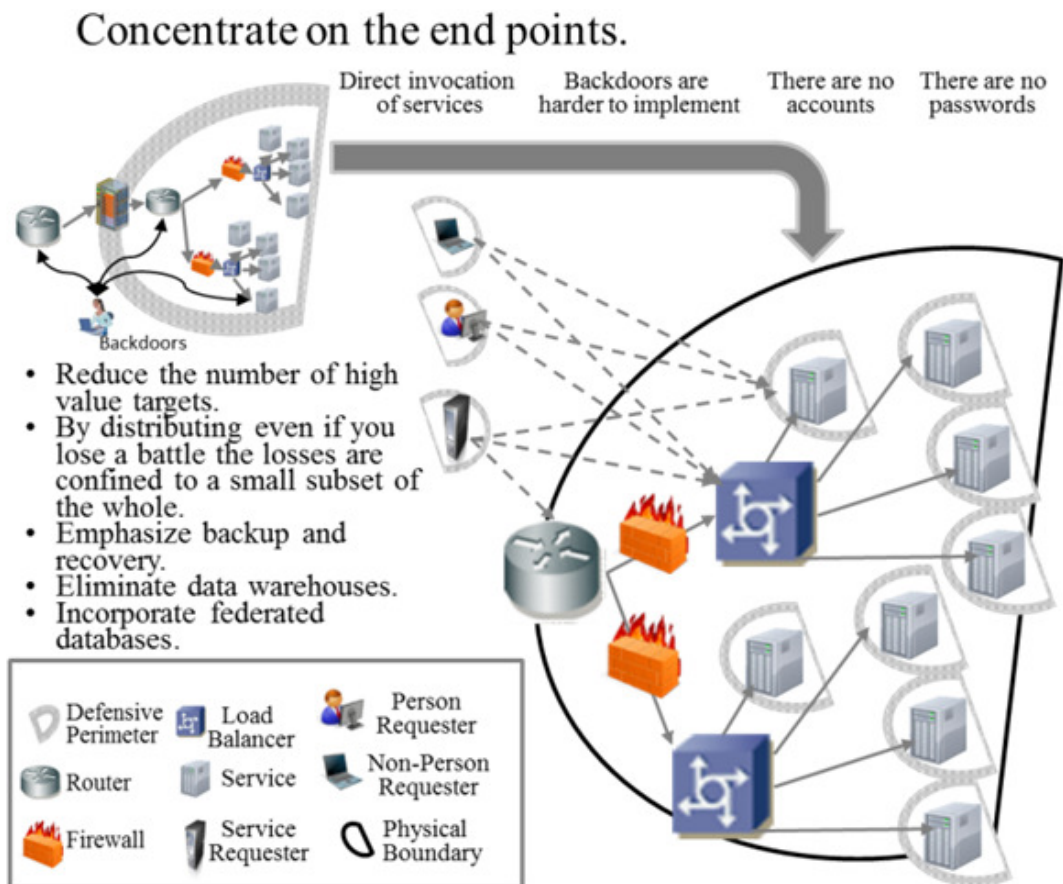 Concentrate on the end points.
Direct invocation
of services
Backdoors are
harder to implement
There are no
accounts
There are no
passwords
Backdoors
• Reduce the number of high
value targets.
• By distributing even if you
lose a battle the losses are
confined to a small subset of
the whole.
• Emphasize backup and
recovery.
• Eliminate data warehouses.
• Incorporate federated
databases.
Defensive
Perimeter
Load
Balancer
Person
Requester
Router
Service
Non-Person
Requester
Firewall
Service
Requester
Physical
Boundary